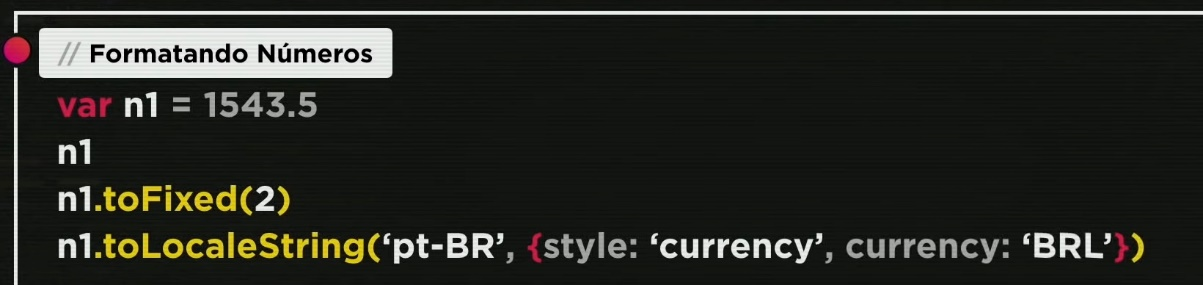 // Formatando Números
var n1 = 1543.5
n1
n1.toFixed(2)
n1.toLocaleString(‘pt-BR’, {style: ‘currency’, currency: ‘BRL’})